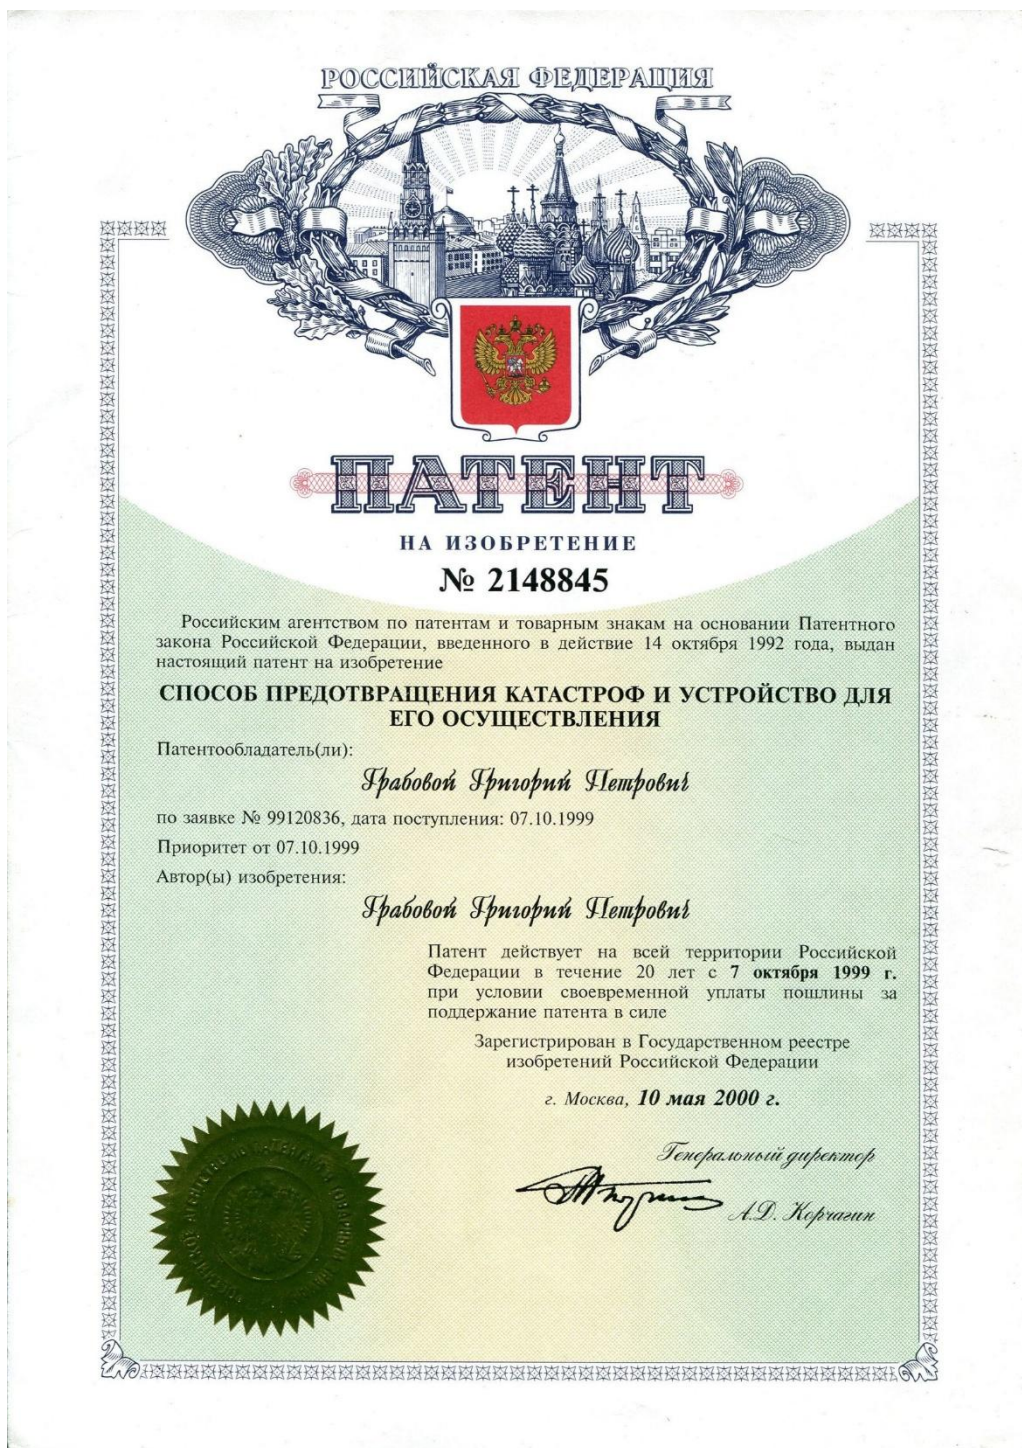 РОССИЙСКАЯ ФЕДЕРАЦИЯ
ПАТЕНТ
НА ИЗОБРЕТЕНИЕ
№ 2148845
Российским агентством по патентам и товарным знакам на основании Патентного
закона Российской Федерации, введенного в действие 14 октября 1992 года, выдан
настоящий патент на изобретение
СПОСОБ ПРЕДОТВРАЩЕНИЯ КАТАСТРОФ И УСТРОЙСТВО ДЛЯ
ЕГО ОСУЩЕСТВЛЕНИЯ
Патентообладатель(ли):
Грабовой Григорий Петрович
по заявке № 99120836, дата поступления: 07.10.1999
Приоритет от 07.10.1999
Автор(ы) изобретения:
Грабовой Григорий Петрович
Патент действует на всей территории Российской
Федерации в течение 20 лет с 7 октября 1999 г.
при условии своевременной уплаты пошлины за
поддержание патента в силе
Зарегистрирован в Государственном реестре
изобретений Российской Федерации
г. Москва, 10 мая 2000 г.
Генеральный директор
А.Д. Корчагин